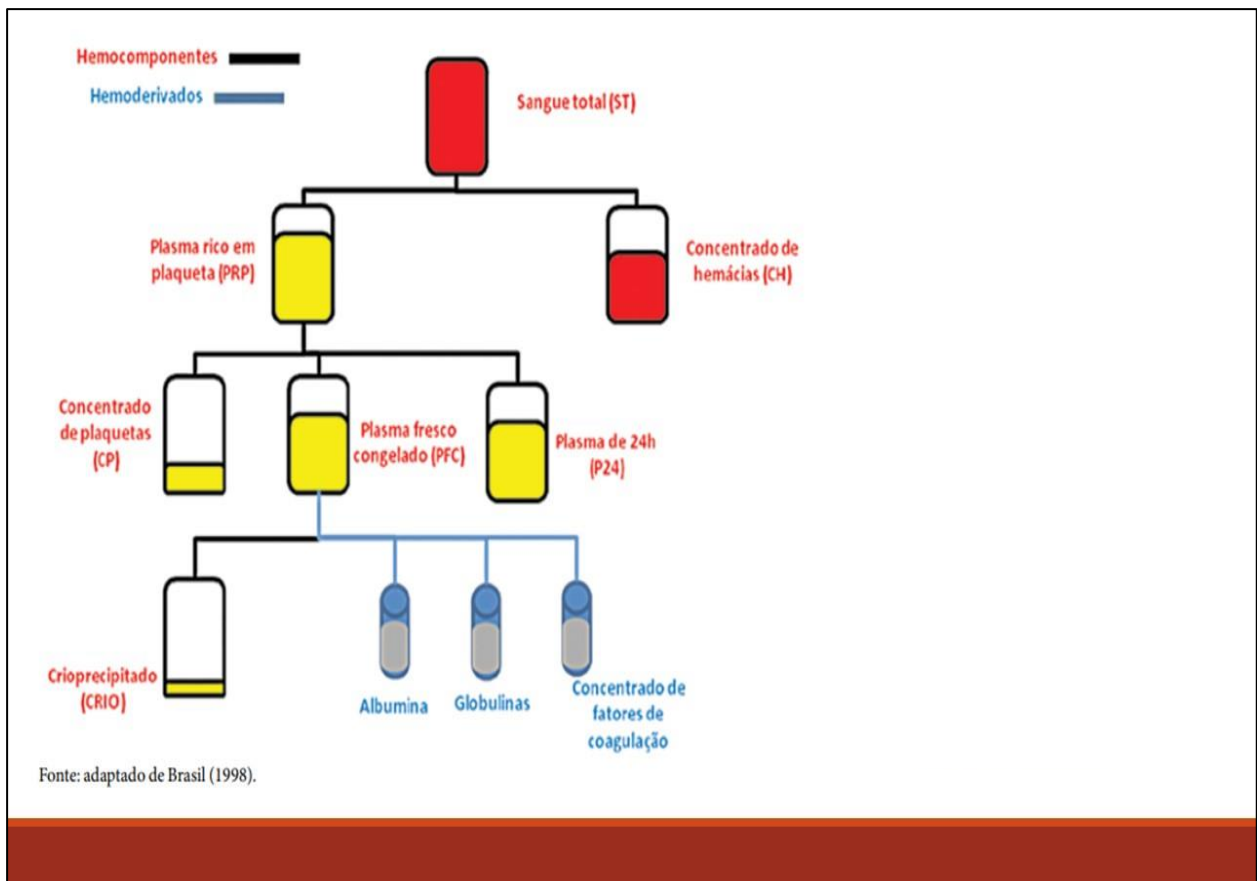 Hemocomponentes
Hemoderivados
Sangue total (ST)
Plasma rico em
plaqueta (PRP)
Concentrado de
hemácias (CH)
Concentrado
de plaquetas
(CP)
Plasma fresco
congelado (PFC)
Plasma de 24h
(P24)
Crioprecipitado
(CRIO)
Albumina
Globulinas
Concentrado de
fatores de
coagulação
Fonte: adaptado de Brasil (1998).